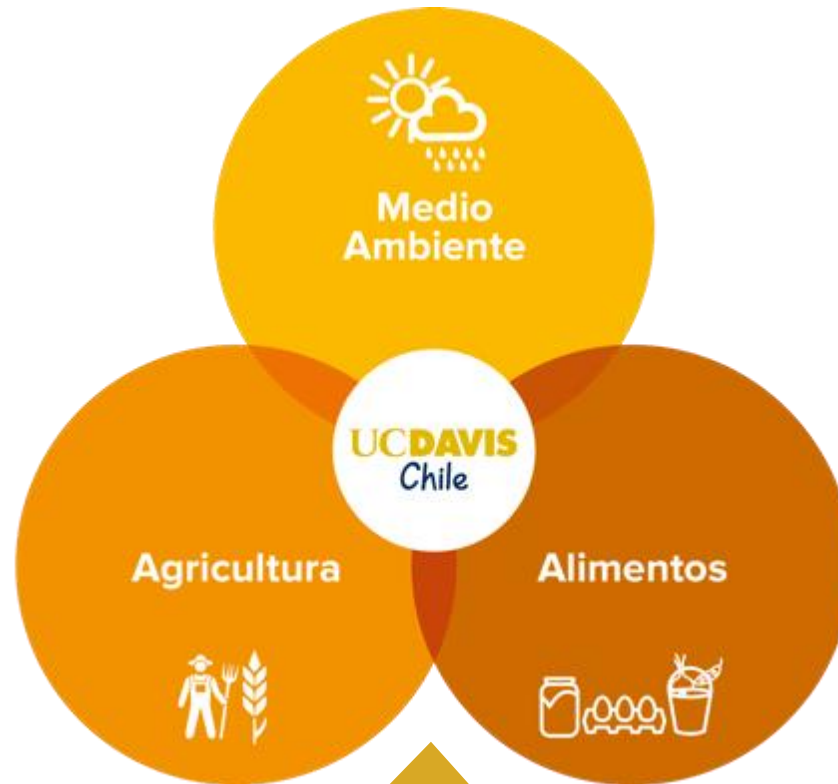 Medio
Ambiente
UCDAVIS
Chile
Agricultura
Alimentos